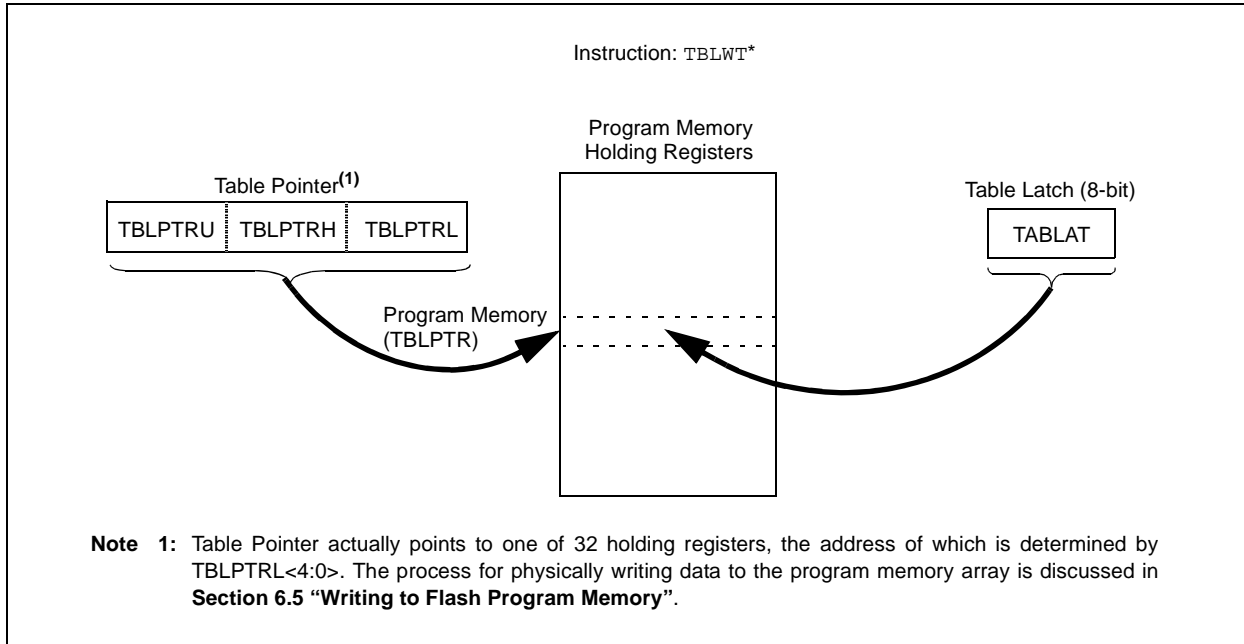 Instruction: TBLWT*
Program Memory
Holding Registers
Table Pointer(1)
Table Latch (8-bit)
TBLPTRU TBLPTRH TBLPTRL
TABLAT
Program Memory
(TBLPTR)
Note 1: Table Pointer actually points to one of 32 holding registers, the address of which is determined by
TBLPTRL<4:0>. The process for physically writing data to the program memory array is discussed in
Section 6.5 “Writing to Flash Program Memory”.